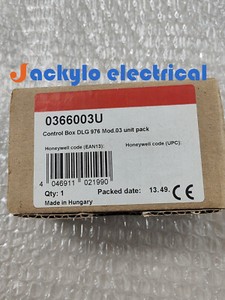 Jackylo electrical
0366003U
Control Box DLG 976 Mod.03 unit pack
Honeywell code (EAN13):
Honeywell code (UPC):
4 046911 021990
Qty: 1
Packed date:
13. 49.
CE
Made in Hungary